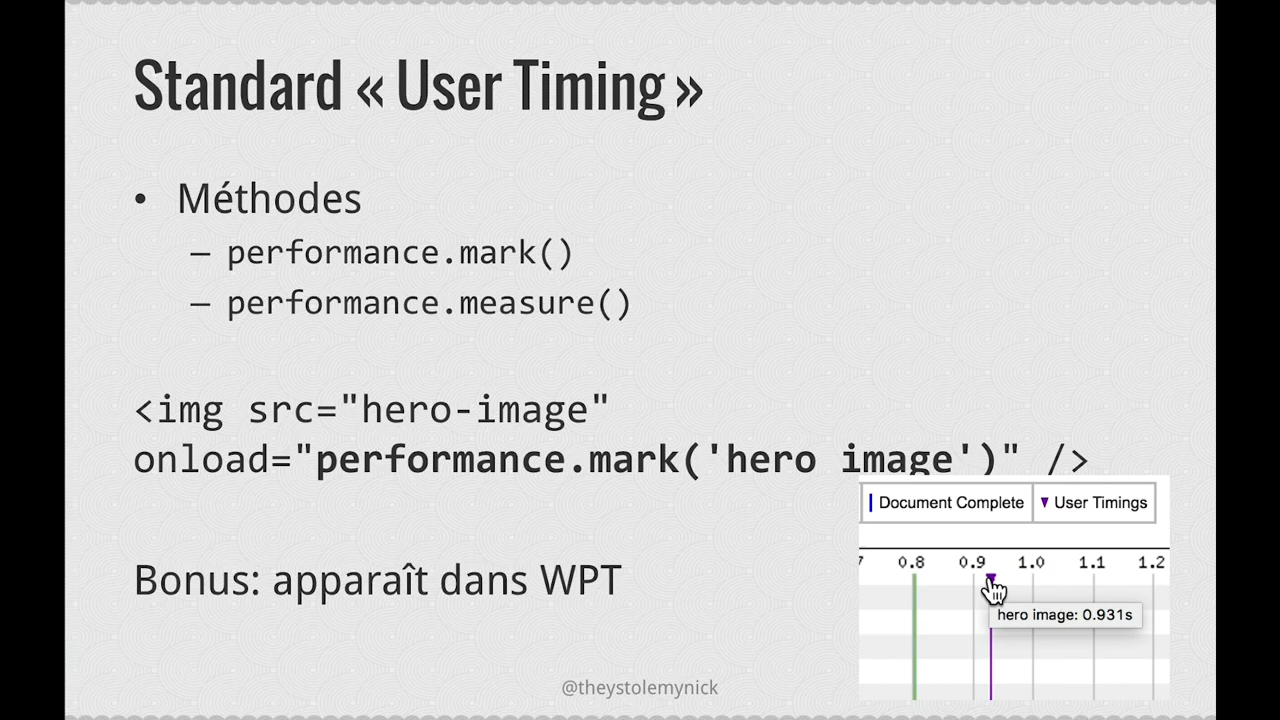 Standard « User Timing »
• Méthodes
– performance.mark()
– performance.measure()
<img src="hero-image"
onload="performance.mark('hero image')" />
Document Complete User Timings
0.8 0.9 1.0 1.1 1.2
hero image: 0.931s
Bonus: apparaît dans WPT
@theystolemynick